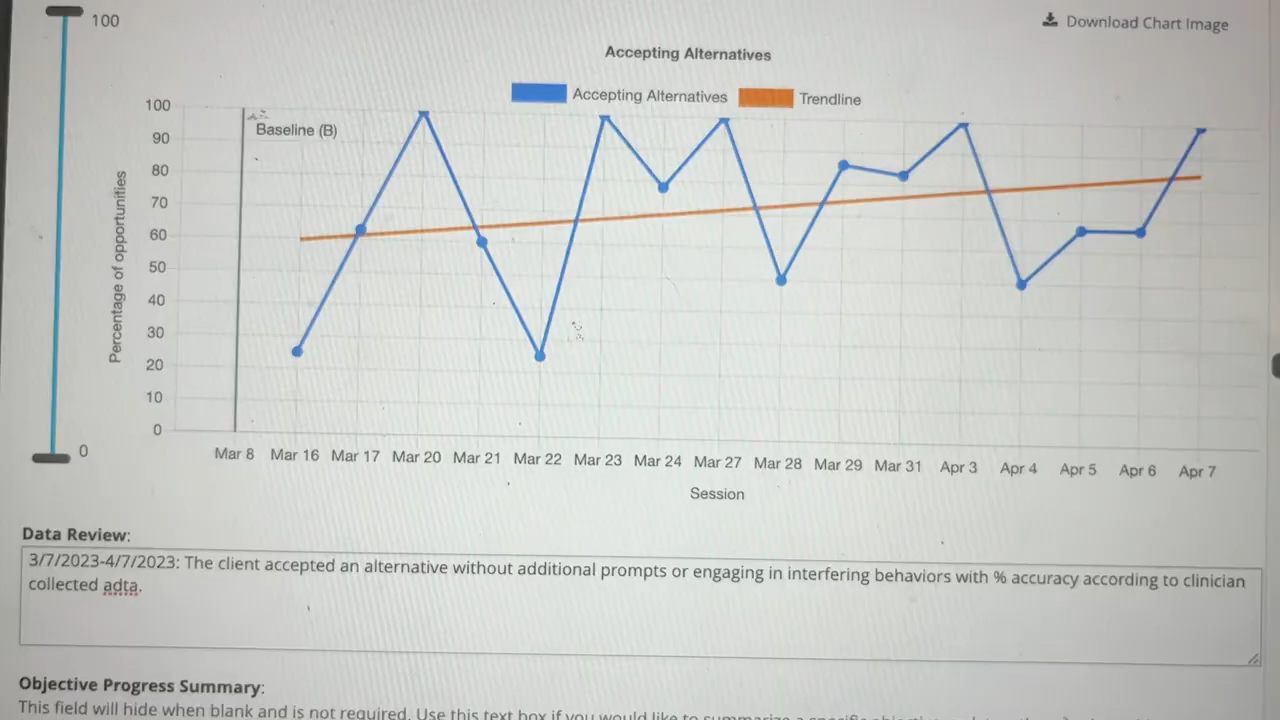 100
Download Chart Image
Accepting Alternatives
Accepting Alternatives Trendline
100
Baseline (B)
90
80
70
60
50
40
30
20
10
0
Percentage of opportunities
0
Mar 8 Mar 16 Mar 17 Mar 20 Mar 21 Mar 22 Mar 23 Mar 24 Mar 27 Mar 28 Mar 29 Mar 31 Apr 3 Apr 4 Apr 5 Apr 6 Apr 7
Session
Data Review:
3/7/2023-4/7/2023: The client accepted an alternative without additional prompts or engaging in interfering behaviors with % accuracy according to clinician
collected adta.
Objective Progress Summary:
This field will hide when blank and is not required. Use this text box if you would like to summarize a specific objective